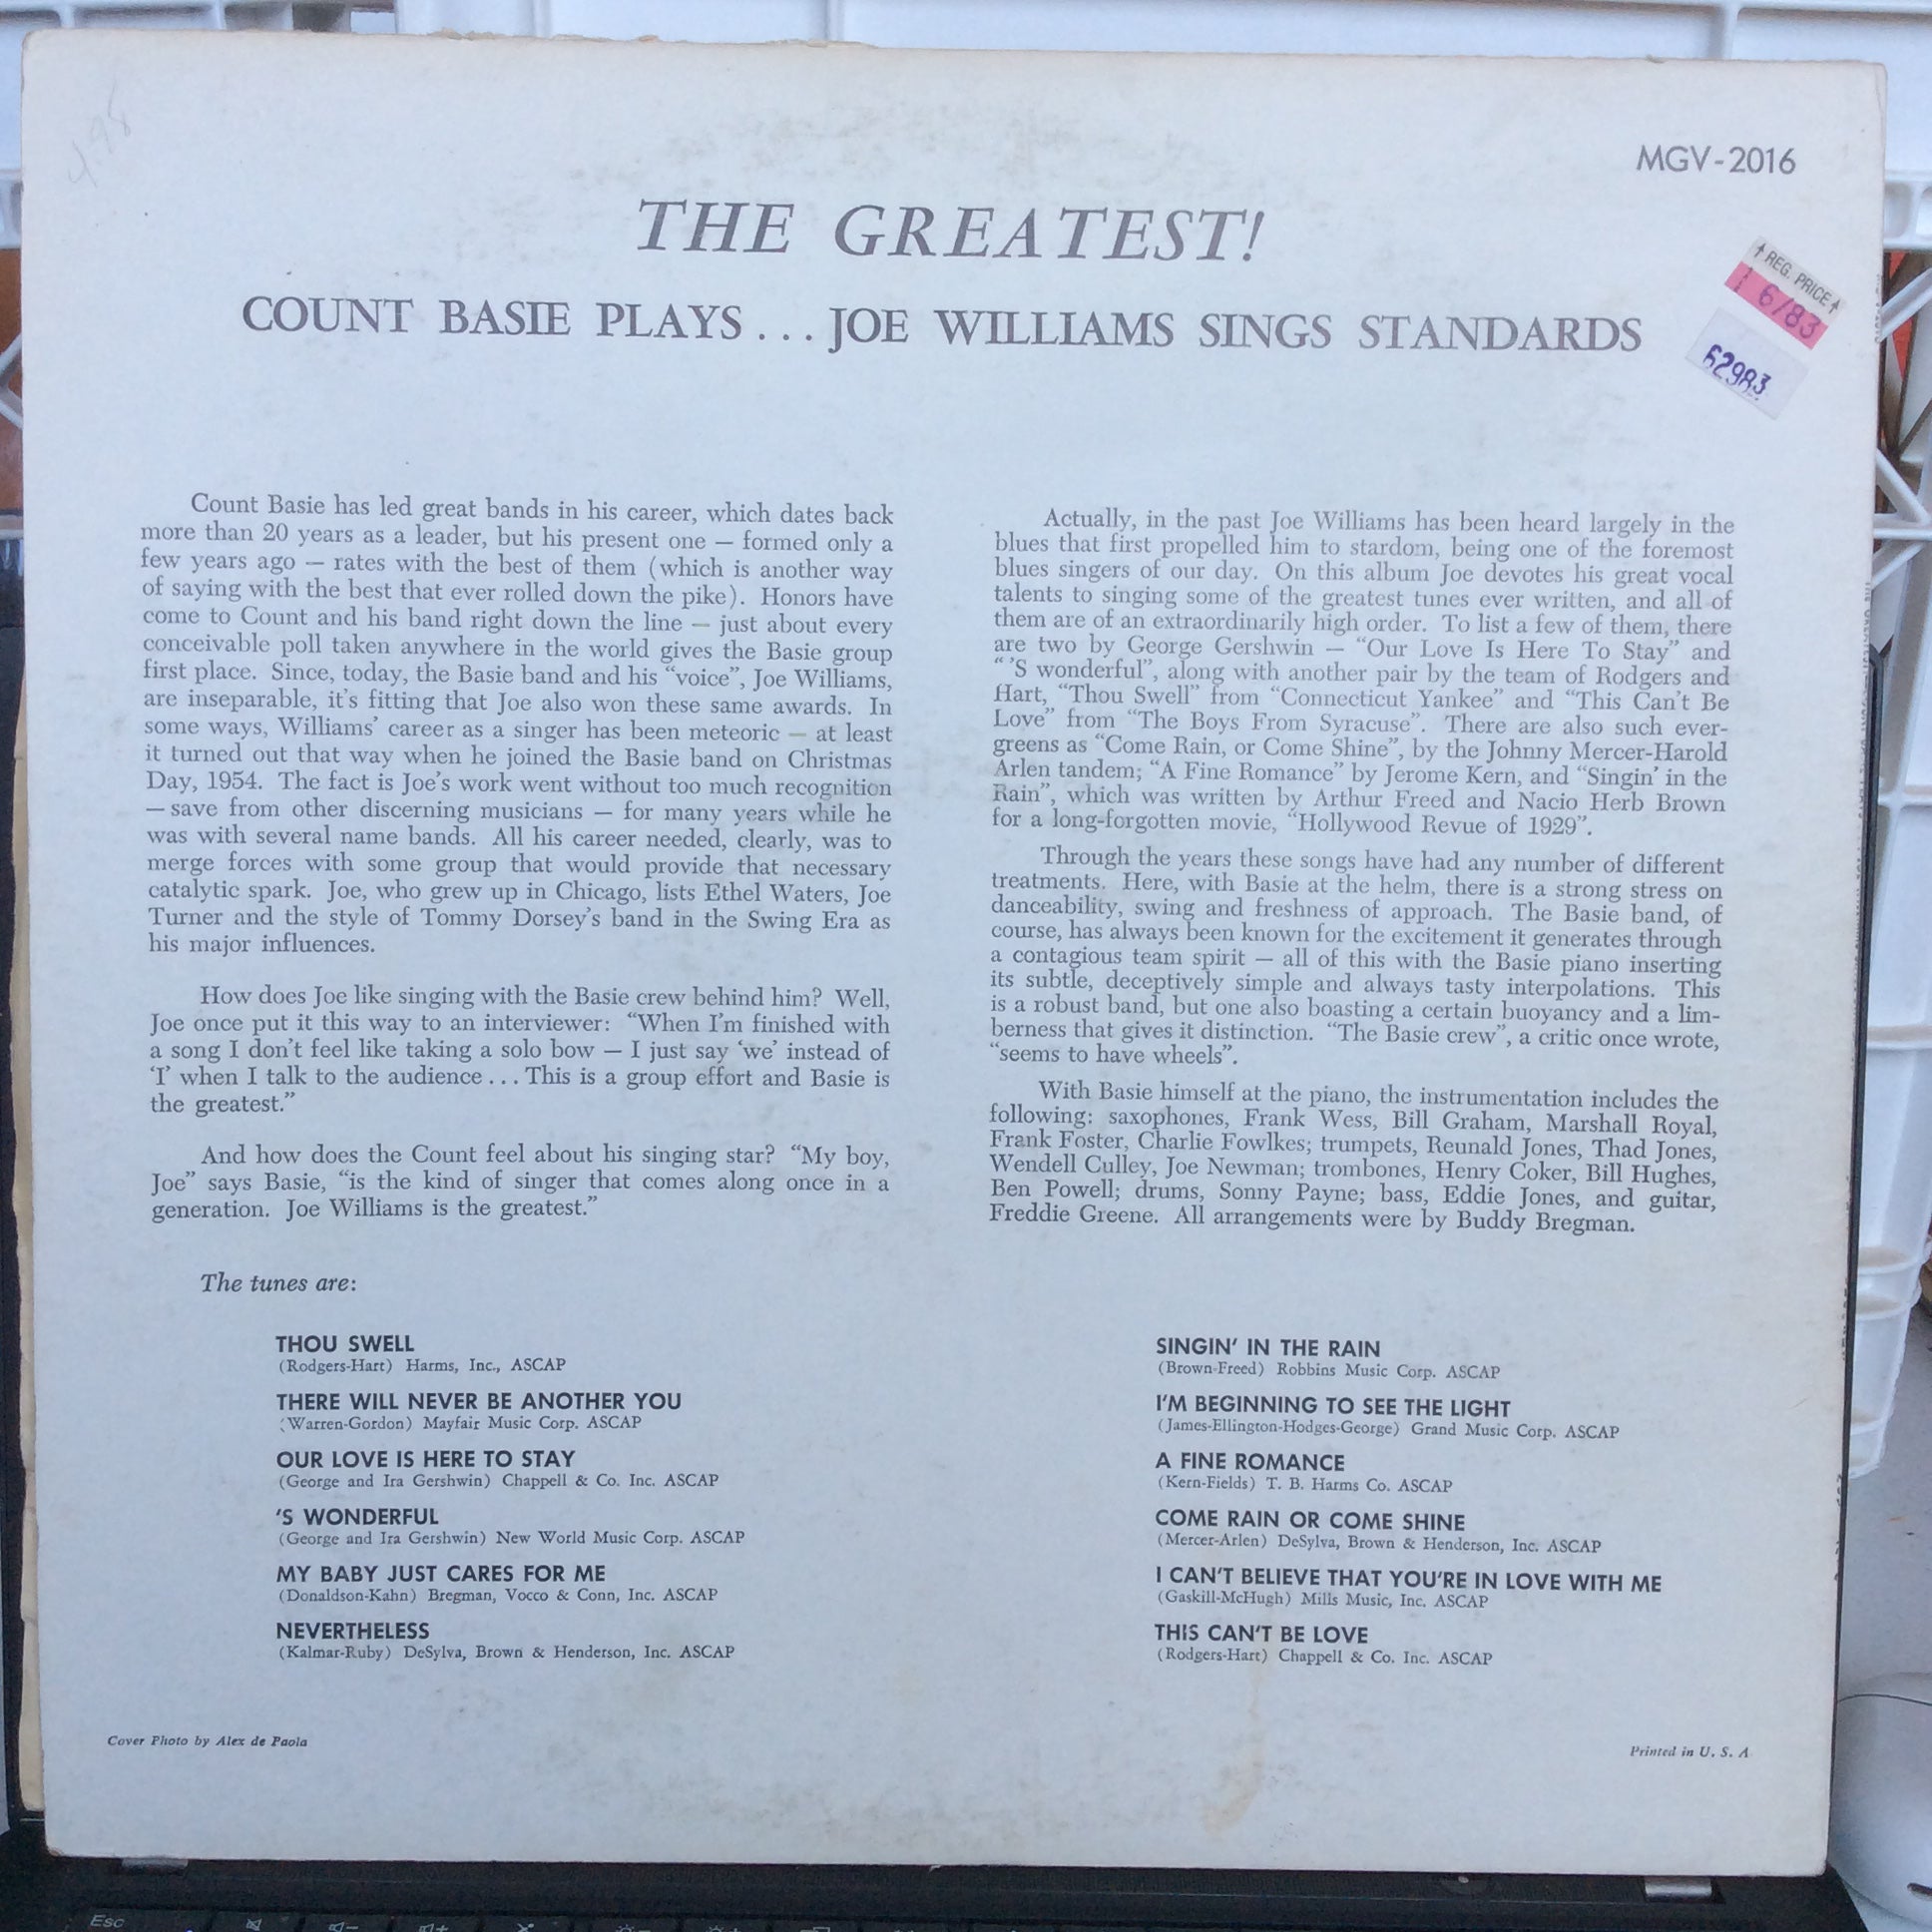 4.98
MGV-2016
THE GREATEST!
COUNT BASIE PLAYS . . . JOE WILLIAMS SINGS STANDARDS
↑ REG. PRICE ↑
1 6/83
62983
Count Basie has led great bands in his career, which dates back
more than 20 years as a leader, but his present one — formed only a
few years ago — rates with the best of them (which is another way
of saying with the best that ever rolled down the pike). Honors have
come to Count and his band right down the line — just about every
conceivable poll taken anywhere in the world gives the Basie group
first place. Since, today, the Basie band and his “voice”, Joe Williams,
are inseparable, it’s fitting that Joe also won these same awards. In
some ways, Williams’ career as a singer has been meteoric — at least
it turned out that way when he joined the Basie band on Christmas
Day, 1954. The fact is Joe’s work went without too much recognition
— save from other discerning musicians — for many years while he
was with several name bands. All his career needed, clearly, was to
merge forces with some group that would provide that necessary
catalytic spark. Joe, who grew up in Chicago, lists Ethel Waters, Joe
Turner and the style of Tommy Dorsey’s band in the Swing Era as
his major influences.
How does Joe like singing with the Basie crew behind him? Well,
Joe once put it this way to an interviewer: “When I’m finished with
a song I don’t feel like taking a solo bow — I just say ‘we’ instead of
‘I’ when I talk to the audience . . . This is a group effort and Basie is
the greatest.”
And how does the Count feel about his singing star? “My boy,
Joe” says Basie, “is the kind of singer that comes along once in a
generation. Joe Williams is the greatest.”
Actually, in the past Joe Williams has been heard largely in the
blues that first propelled him to stardom, being one of the foremost
blues singers of our day. On this album Joe devotes his great vocal
talents to singing some of the greatest tunes ever written, and all of
them are of an extraordinarily high order. To list a few of them, there
are two by George Gershwin — “Our Love Is Here To Stay” and
“ ’S wonderful”, along with another pair by the team of Rodgers and
Hart, “Thou Swell” from “Connecticut Yankee” and “This Can’t Be
Love” from “The Boys From Syracuse”. There are also such ever-
greens as “Come Rain, or Come Shine”, by the Johnny Mercer-Harold
Arlen tandem; “A Fine Romance” by Jerome Kern, and “Singin’ in the
Rain”, which was written by Arthur Freed and Nacio Herb Brown
for a long-forgotten movie, “Hollywood Revue of 1929”.
Through the years these songs have had any number of different
treatments. Here, with Basie at the helm, there is a strong stress on
danceability, swing and freshness of approach. The Basie band, of
course, has always been known for the excitement it generates through
a contagious team spirit — all of this with the Basie piano inserting
its subtle, deceptively simple and always tasty interpolations. This
is a robust band, but one also boasting a certain buoyancy and a lim-
berness that gives it distinction. “The Basie crew”, a critic once wrote,
“seems to have wheels”.
With Basie himself at the piano, the instrumentation includes the
following: saxophones, Frank Wess, Bill Graham, Marshall Royal,
Frank Foster, Charlie Fowlkes; trumpets, Reunald Jones, Thad Jones,
Wendell Culley, Joe Newman; trombones, Henry Coker, Bill Hughes,
Ben Powell; drums, Sonny Payne; bass, Eddie Jones, and guitar,
Freddie Greene. All arrangements were by Buddy Bregman.
The tunes are:
THOU SWELL
(Rodgers-Hart) Harms, Inc., ASCAP
THERE WILL NEVER BE ANOTHER YOU
(Warren-Gordon) Mayfair Music Corp. ASCAP
OUR LOVE IS HERE TO STAY
(George and Ira Gershwin) Chappell & Co. Inc. ASCAP
’S WONDERFUL
(George and Ira Gershwin) New World Music Corp. ASCAP
MY BABY JUST CARES FOR ME
(Donaldson-Kahn) Bregman, Vocco & Conn, Inc. ASCAP
NEVERTHELESS
(Kalmar-Ruby) DeSylva, Brown & Henderson, Inc. ASCAP
SINGIN’ IN THE RAIN
(Brown-Freed) Robbins Music Corp. ASCAP
I’M BEGINNING TO SEE THE LIGHT
(James-Ellington-Hodges-George) Grand Music Corp. ASCAP
A FINE ROMANCE
(Kern-Fields) T. B. Harms Co. ASCAP
COME RAIN OR COME SHINE
(Mercer-Arlen) DeSylva, Brown & Henderson, Inc. ASCAP
I CAN’T BELIEVE THAT YOU’RE IN LOVE WITH ME
(Gaskill-McHugh) Mills Music, Inc. ASCAP
THIS CAN’T BE LOVE
(Rodgers-Hart) Chappell & Co. Inc. ASCAP
Cover Photo by Alex de Paola
Printed in U. S. A
Esc